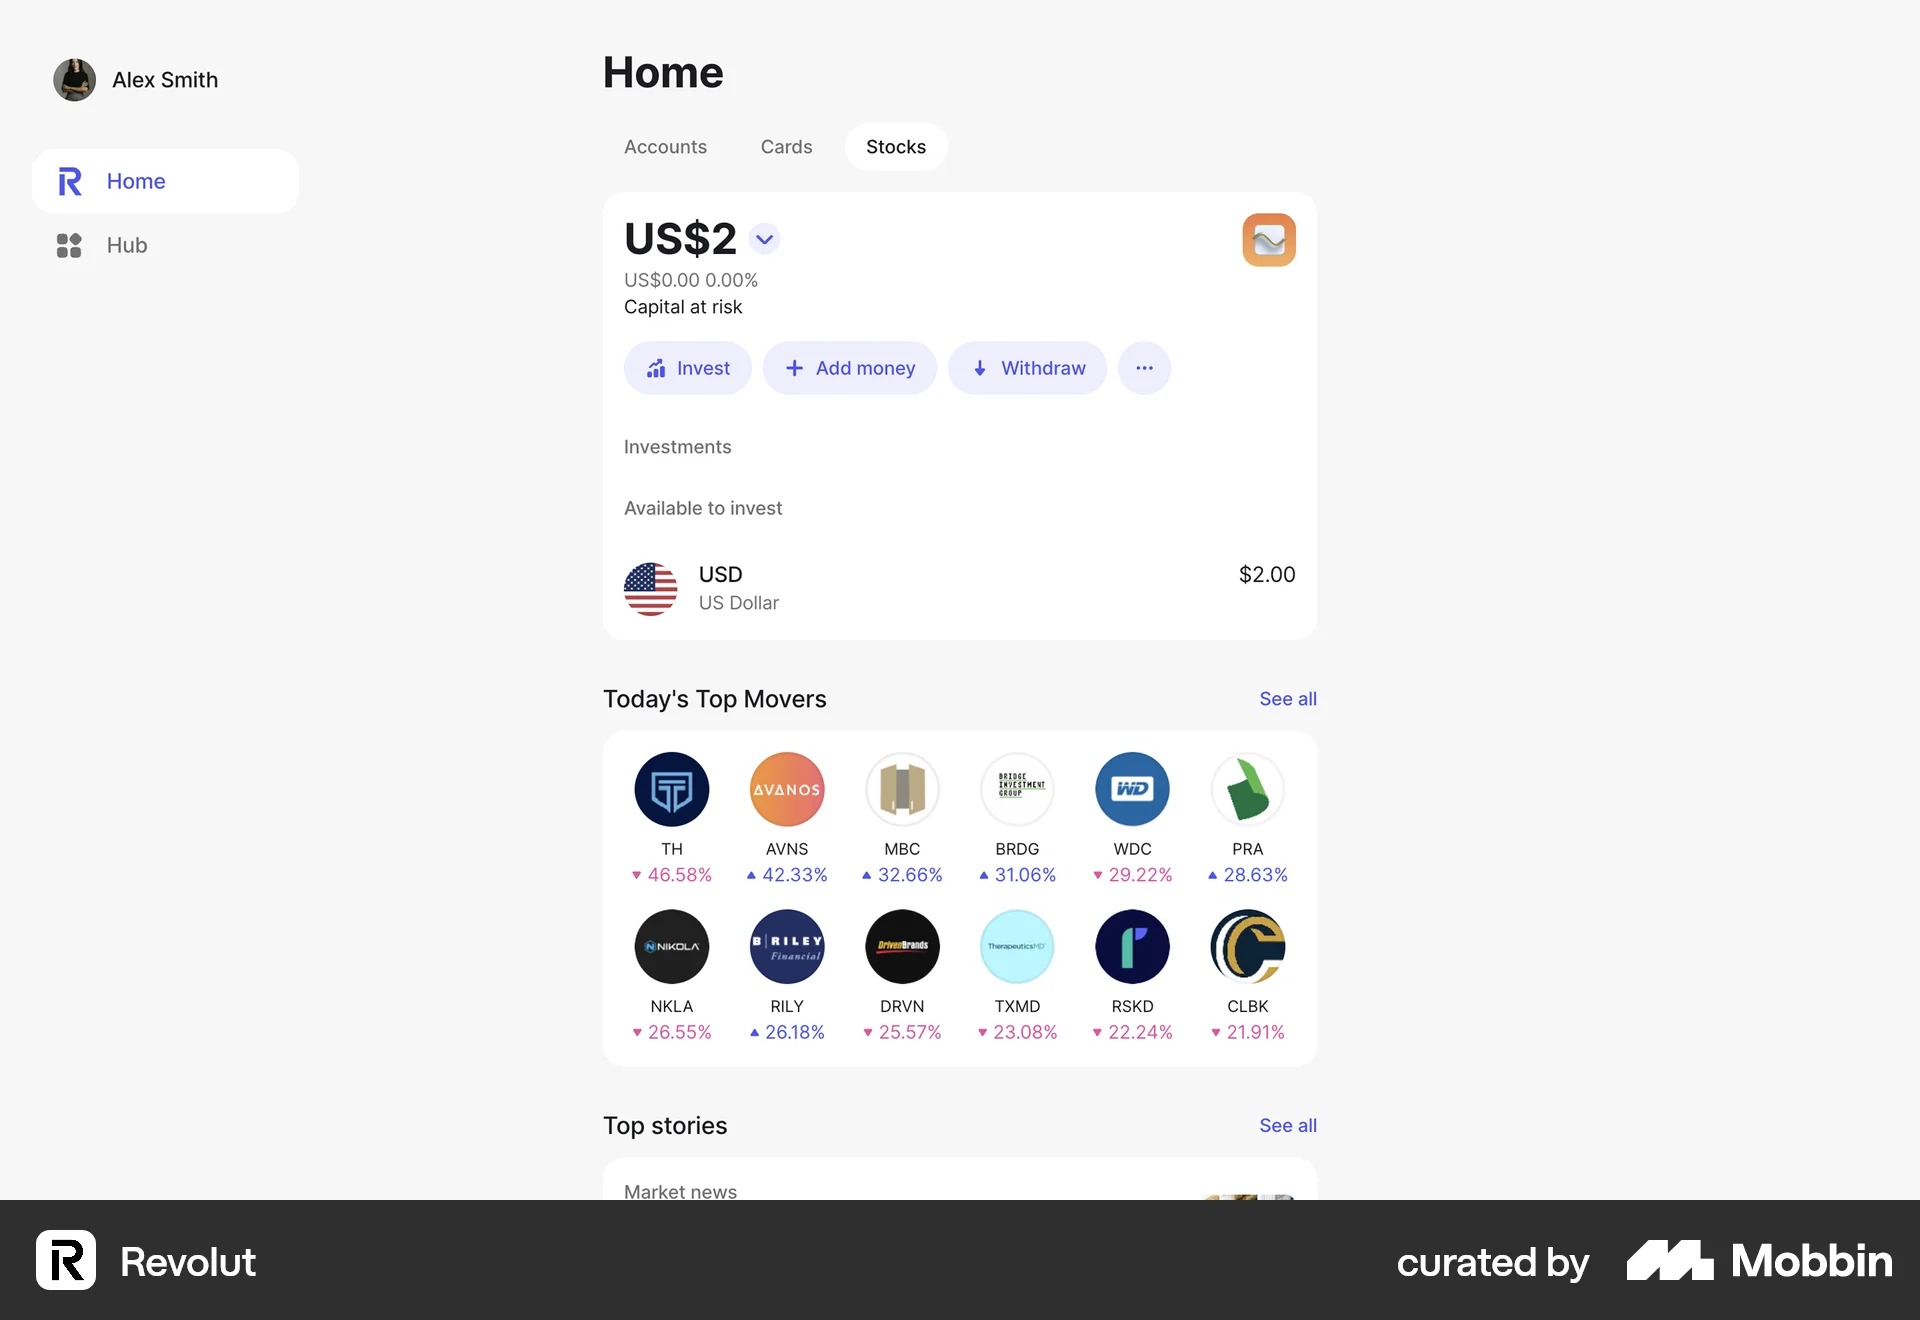 Alex Smith
Home
Hub
Home
Accounts
Cards
Stocks
US$2
US$0.00 0.00%
Capital at risk
Invest
Add money
Withdraw
Investments
Available to invest
USD
$2.00
US Dollar
Today's Top Movers
See all
AVANOS
BRIDGE
INVESTMENT
GROUP
WD
TH
AVNS
MBC
BRDG
WDC
PRA
46.58%
42.33%
32.66%
31.06%
29.22%
28.63%
NIKOLA
B | RILEY
Financial
DrivenBrands
TherapeuticsMD
NKLA
RILY
DRVN
TXMD
RSKD
CLBK
26.55%
26.18%
25.57%
23.08%
22.24%
21.91%
Top stories
See all
Market news
Revolut
curated by
Mobbin